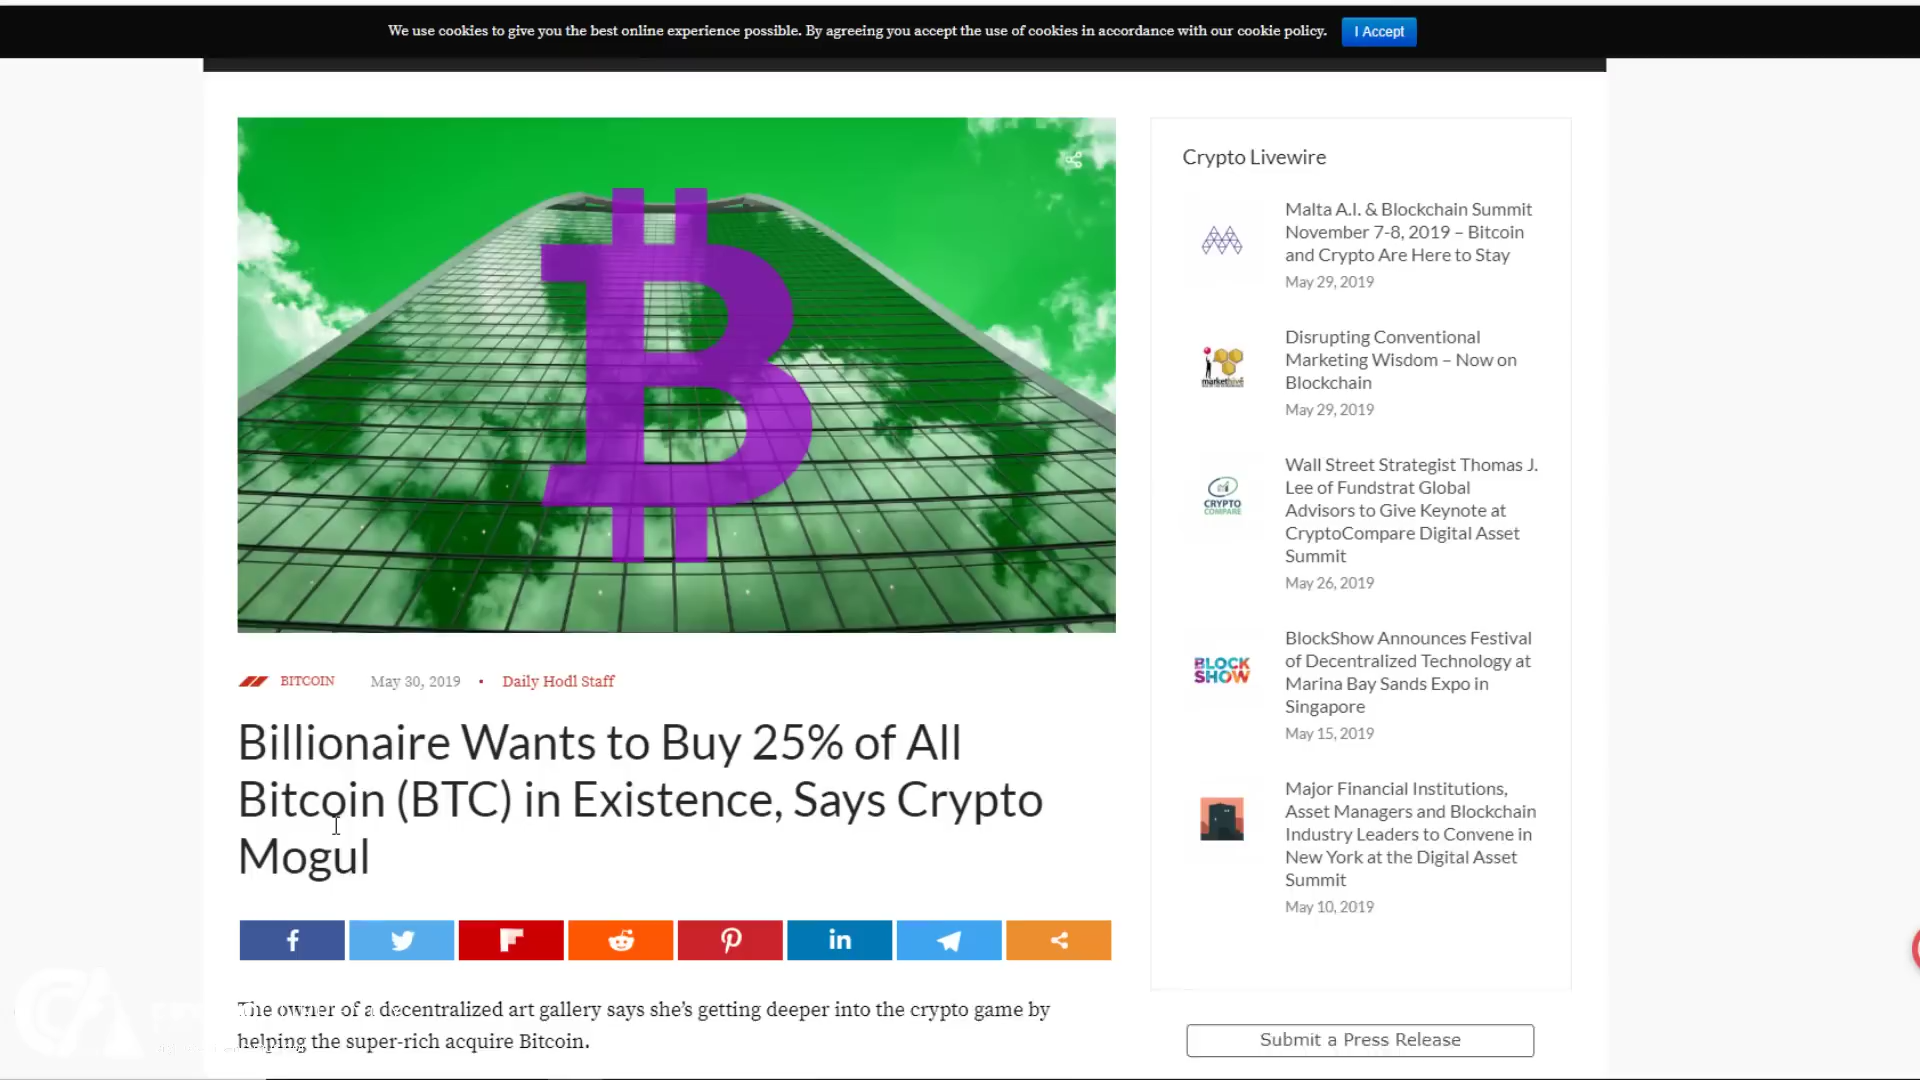 We use cookies to give you the best online experience possible. By agreeing you accept the use of cookies in accordance with our cookie policy.
I Accept
Crypto Livewire
Malta A.I. & Blockchain Summit
November 7-8, 2019 – Bitcoin
and Crypto Are Here to Stay
May 29, 2019
Disrupting Conventional
Marketing Wisdom – Now on
Blockchain
May 29, 2019
markethive
Wall Street Strategist Thomas J.
Lee of Fundstrat Global
Advisors to Give Keynote at
CryptoCompare Digital Asset
Summit
May 26, 2019
CRYPTO
COMPARE
BlockShow Announces Festival
of Decentralized Technology at
Marina Bay Sands Expo in
Singapore
May 15, 2019
BLOCK
SHOW
Major Financial Institutions,
Asset Managers and Blockchain
Industry Leaders to Convene in
New York at the Digital Asset
Summit
May 10, 2019
Submit a Press Release
BITCOIN May 30, 2019 • Daily Hodl Staff
Billionaire Wants to Buy 25% of All
Bitcoin (BTC) in Existence, Says Crypto
Mogul
The owner of a decentralized art gallery says she's getting deeper into the crypto game by
helping the super-rich acquire Bitcoin.